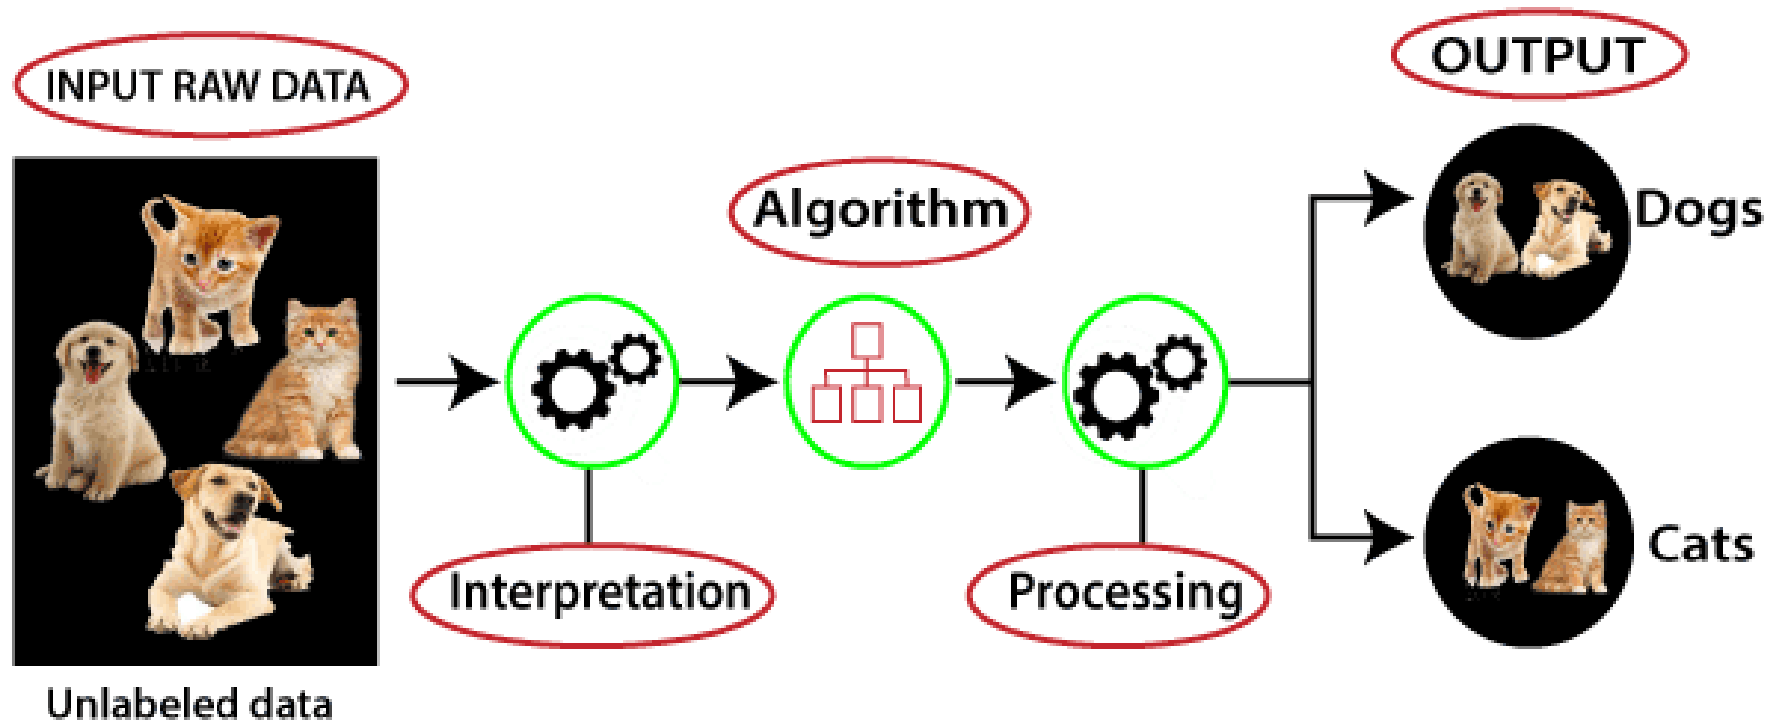 INPUT RAW DATA
OUTPUT
Algorithm
Dogs
Interpretation
Processing
Cats
Unlabeled data